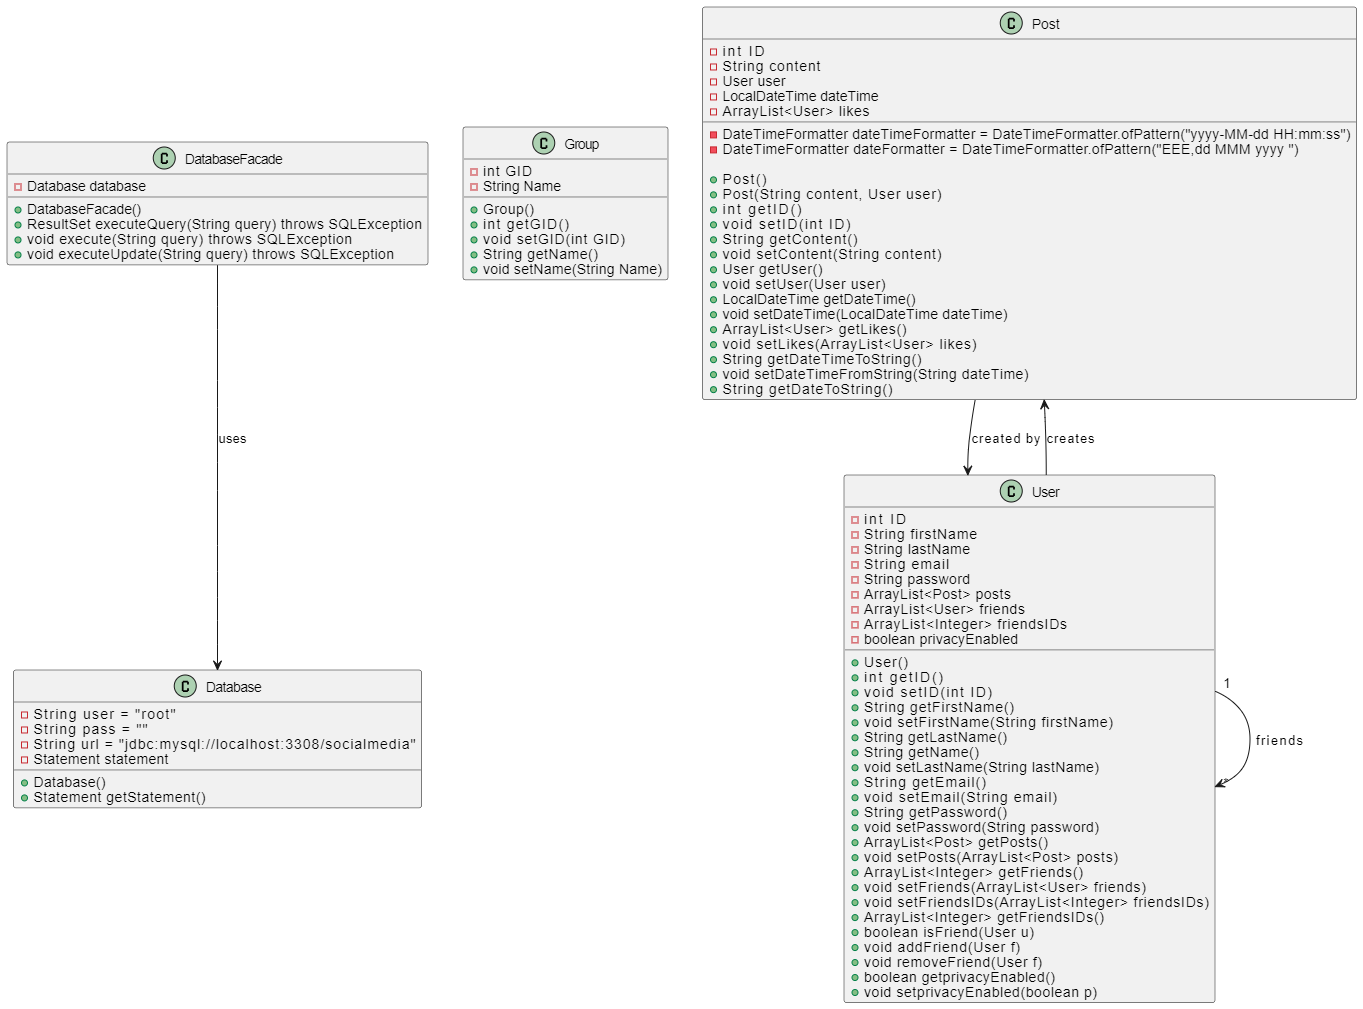 C DatabaseFacade
Database database
DatabaseFacade()
ResultSet executeQuery(String query) throws SQLException
void execute(String query) throws SQLException
void executeUpdate(String query) throws SQLException
uses
C Database
String user = "root"
String pass = ""
String url = "jdbc:mysql://localhost:3308/socialmedia"
Statement statement
Database()
Statement getStatement()
C Group
int GID
String Name
Group()
int getGID()
void setGID(int GID)
String getName()
void setName(String Name)
C Post
int ID
String content
User user
LocalDateTime dateTime
ArrayList<User> likes
DateTimeFormatter dateTimeFormatter = DateTimeFormatter.ofPattern("yyyy-MM-dd HH:mm:ss")
DateTimeFormatter dateFormatter = DateTimeFormatter.ofPattern("EEE,dd MMM yyyy ")
Post()
Post(String content, User user)
int getID()
void setID(int ID)
String getContent()
void setContent(String content)
User getUser()
void setUser(User user)
LocalDateTime getDateTime()
void setDateTime(LocalDateTime dateTime)
ArrayList<User> getLikes()
void setLikes(ArrayList<User> likes)
String getDateTimeToString()
void setDateTimeFromString(String dateTime)
String getDateToString()
created by
creates
C User
int ID
String firstName
String lastName
String email
String password
ArrayList<Post> posts
ArrayList<User> friends
ArrayList<Integer> friendsIDs
boolean privacyEnabled
User()
int getID()
void setID(int ID)
String getFirstName()
void setFirstName(String firstName)
String getLastName()
String getName()
void setLastName(String lastName)
String getEmail()
void setEmail(String email)
String getPassword()
void setPassword(String password)
ArrayList<Post> getPosts()
void setPosts(ArrayList<Post> posts)
ArrayList<Integer> getFriends()
void setFriends(ArrayList<User> friends)
void setFriendsIDs(ArrayList<Integer> friendsIDs)
ArrayList<Integer> getFriendsIDs()
boolean isFriend(User u)
void addFriend(User f)
void removeFriend(User f)
boolean getprivacyEnabled()
void setprivacyEnabled(boolean p)
1
friends
*